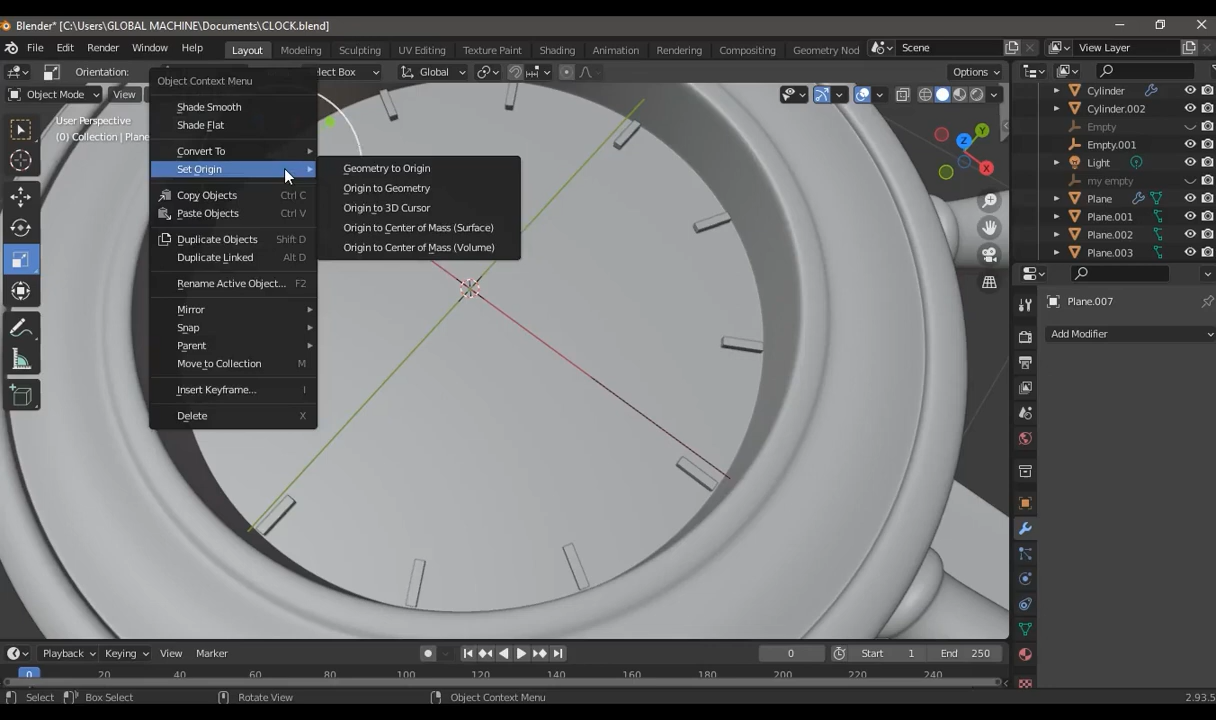 Blender* [C:\Users\GLOBAL MACHINE\Documents\CLOCK.blend]
File Edit Render Window Help Layout Modeling Sculpting UV Editing Texture Paint Shading Animation Rendering Compositing Geometry Nod Scene View Layer
Orientation: lect Box Global Options
Object Mode View
User Perspective
(0) Collection | Plane
Object Context Menu
Shade Smooth
Shade Flat
Convert To
Set Origin
Copy Objects Ctrl C
Paste Objects Ctrl V
Duplicate Objects Shift D
Duplicate Linked Alt D
Rename Active Object... F2
Mirror
Snap
Parent
Move to Collection M
Insert Keyframe... I
Delete X
Geometry to Origin
Origin to Geometry
Origin to 3D Cursor
Origin to Center of Mass (Surface)
Origin to Center of Mass (Volume)
Y
Z
X
Cylinder
Cylinder.002
Empty
Empty.001
Light
my empty
Plane
Plane.001
Plane.002
Plane.003
Plane.007
Add Modifier
Playback Keying View Marker 0 Start 1 End 250
0 20 40 60 80 100 120 140 160 180 200 220 240
Select Box Select Rotate View Object Context Menu 2.93.5